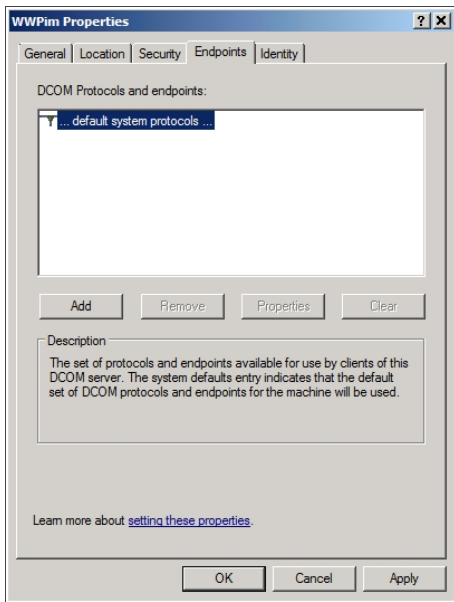 WWPim Properties
General Location Security Endpoints Identity
DCOM Protocols and endpoints:
... default system protocols ...
Add Remove Properties Clear
Description
The set of protocols and endpoints available for use by clients of this
DCOM server. The system defaults entry indicates that the default
set of DCOM protocols and endpoints for the machine will be used.
Learn more about setting these properties.
OK Cancel Apply